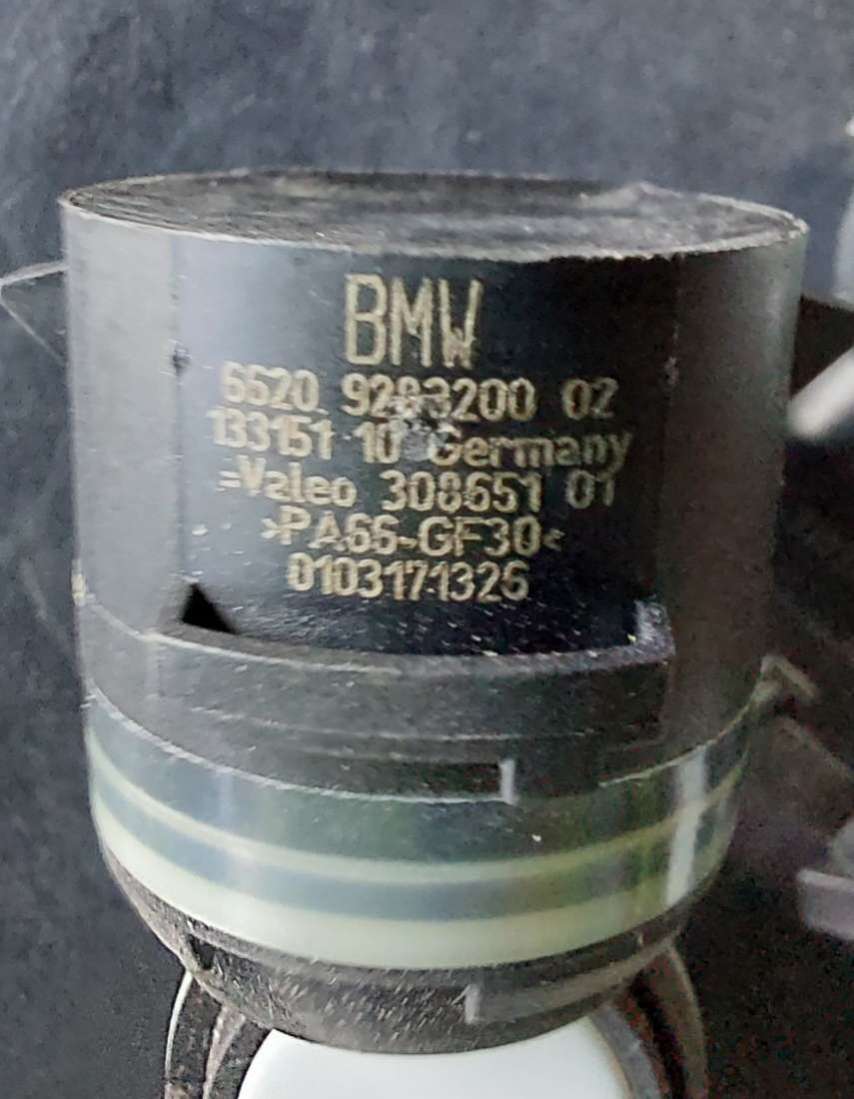 BMW
6620 9283200 02
133151 10 Germany
=Valeo 308651 01
>PA66-GF30<
0103171326